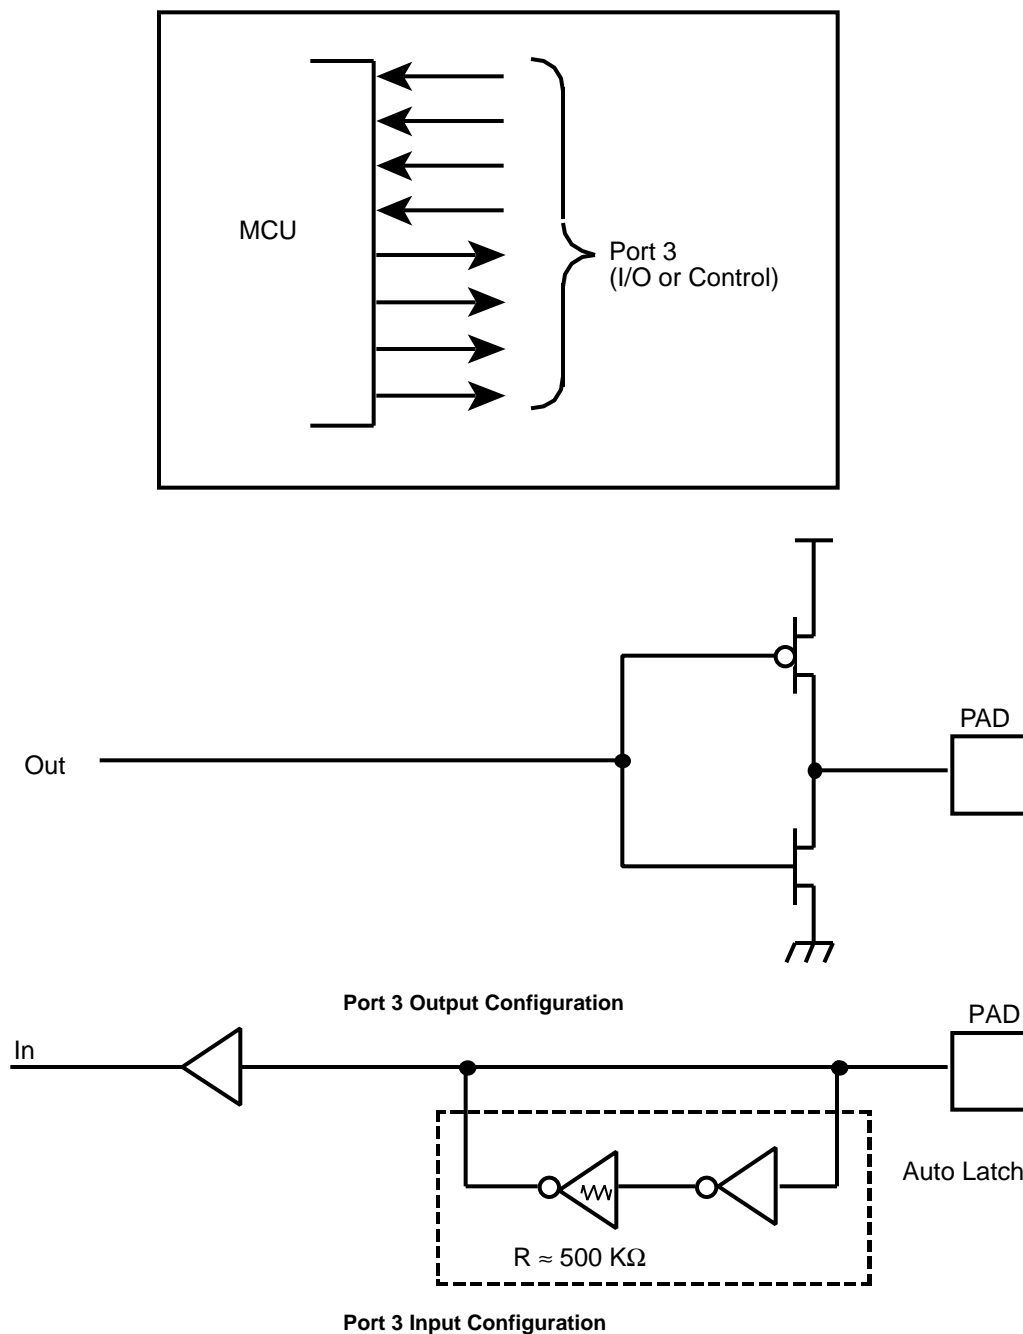 MCU
Port 3
(I/O or Control)
PAD
Out
Port 3 Output Configuration
PAD
In
Auto Latch
R ≈ 500 KΩ
Port 3 Input Configuration